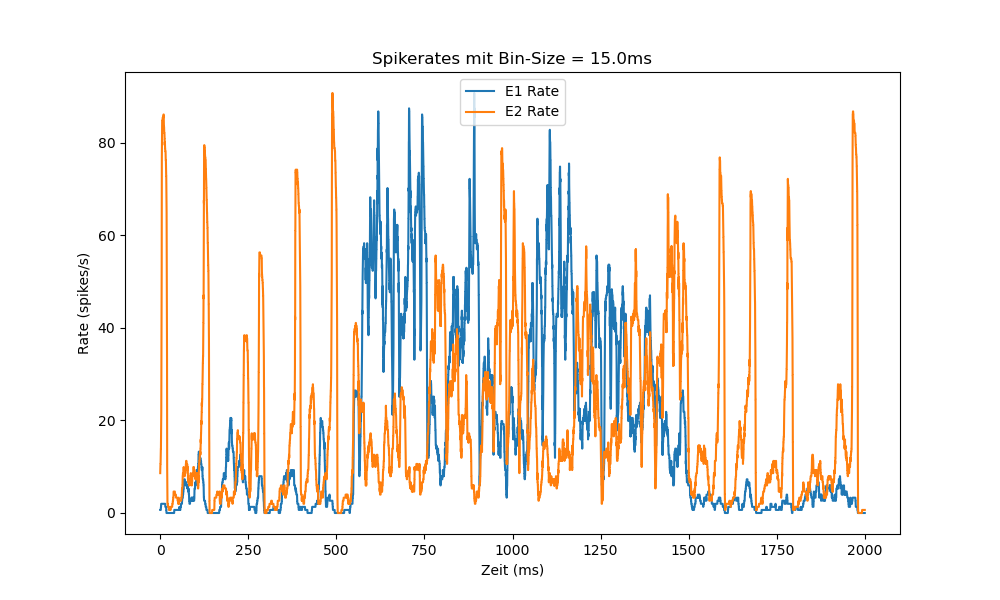 Spikerates mit Bin-Size = 15.0ms
E1 Rate
E2 Rate
80
60
40
20
0
Rate (spikes/s)
0 250 500 750 1000 1250 1500 1750 2000
Zeit (ms)